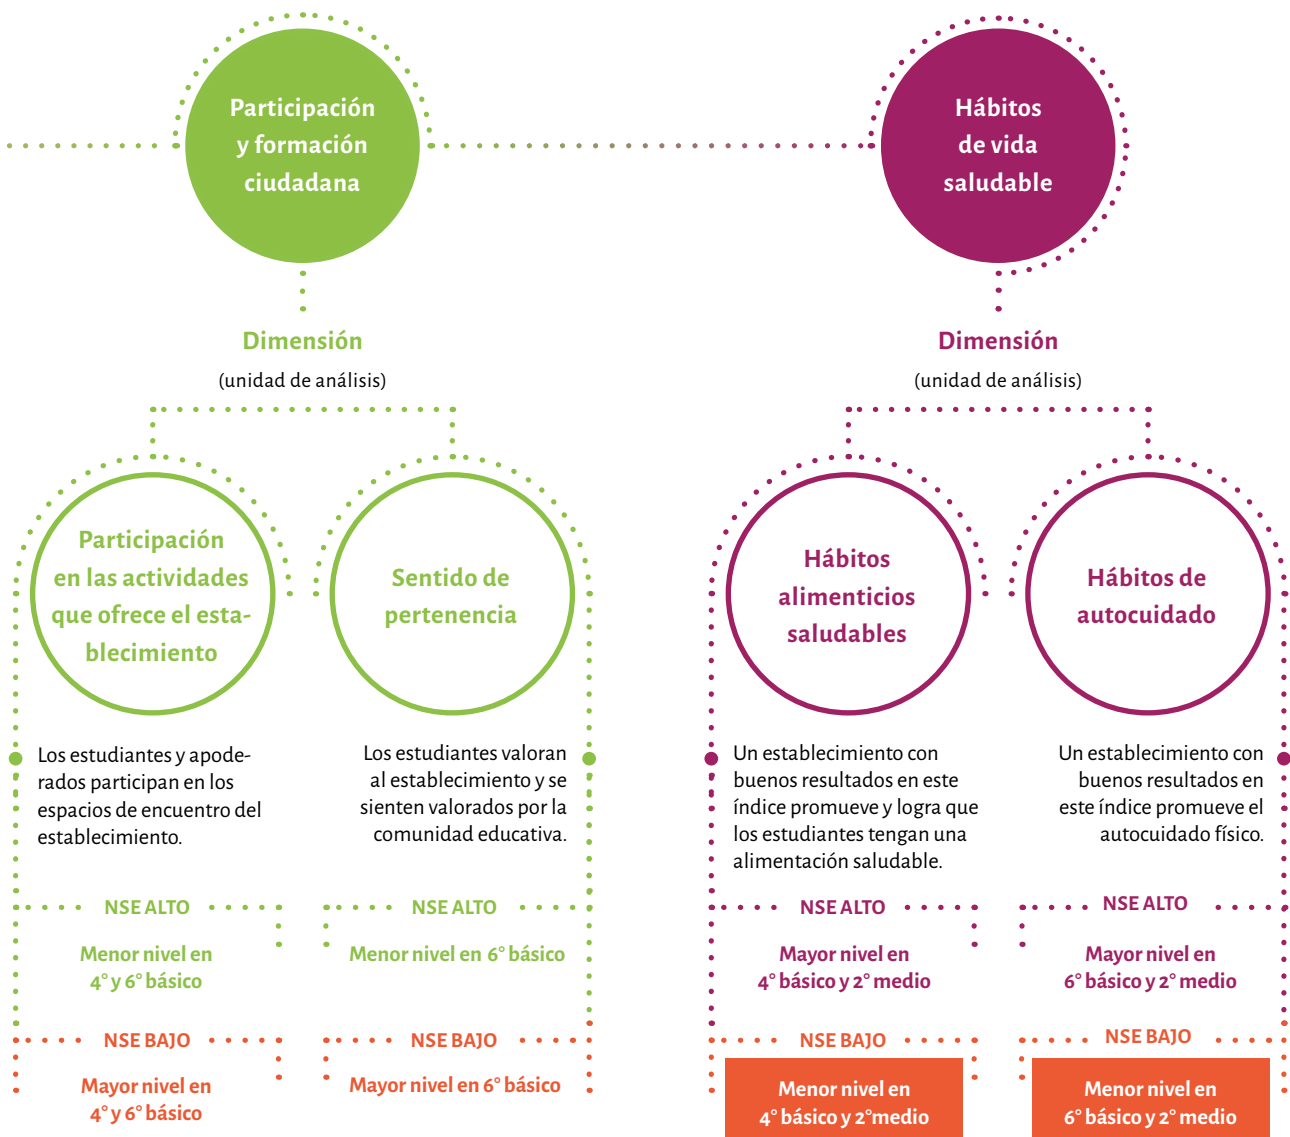 Participación
y formación
ciudadana
Dimensión
(unidad de análisis)
Participación
en las actividades
que ofrece el esta-
blecimiento
Los estudiantes y apode-
rados participan en los
espacios de encuentro del
establecimiento.
NSE ALTO
Menor nivel en
4° y 6° básico
NSE BAJO
Mayor nivel en
4° y 6° básico
Sentido de
pertenencia
Los estudiantes valoran
al establecimiento y se
sienten valorados por la
comunidad educativa.
NSE ALTO
Menor nivel en 6° básico
NSE BAJO
Mayor nivel en 6° básico
Hábitos
de vida
saludable
Dimensión
(unidad de análisis)
Hábitos
alimenticios
saludables
Un establecimiento con
buenos resultados en este
índice promueve y logra que
los estudiantes tengan una
alimentación saludable.
NSE ALTO
Mayor nivel en
4° básico y 2° medio
NSE BAJO
Menor nivel en
4° básico y 2°medio
Hábitos de
autocuidado
Un establecimiento con
buenos resultados en
este índice promueve el
autocuidado físico.
NSE ALTO
Mayor nivel en
6° básico y 2° medio
NSE BAJO
Menor nivel en
6° básico y 2° medio